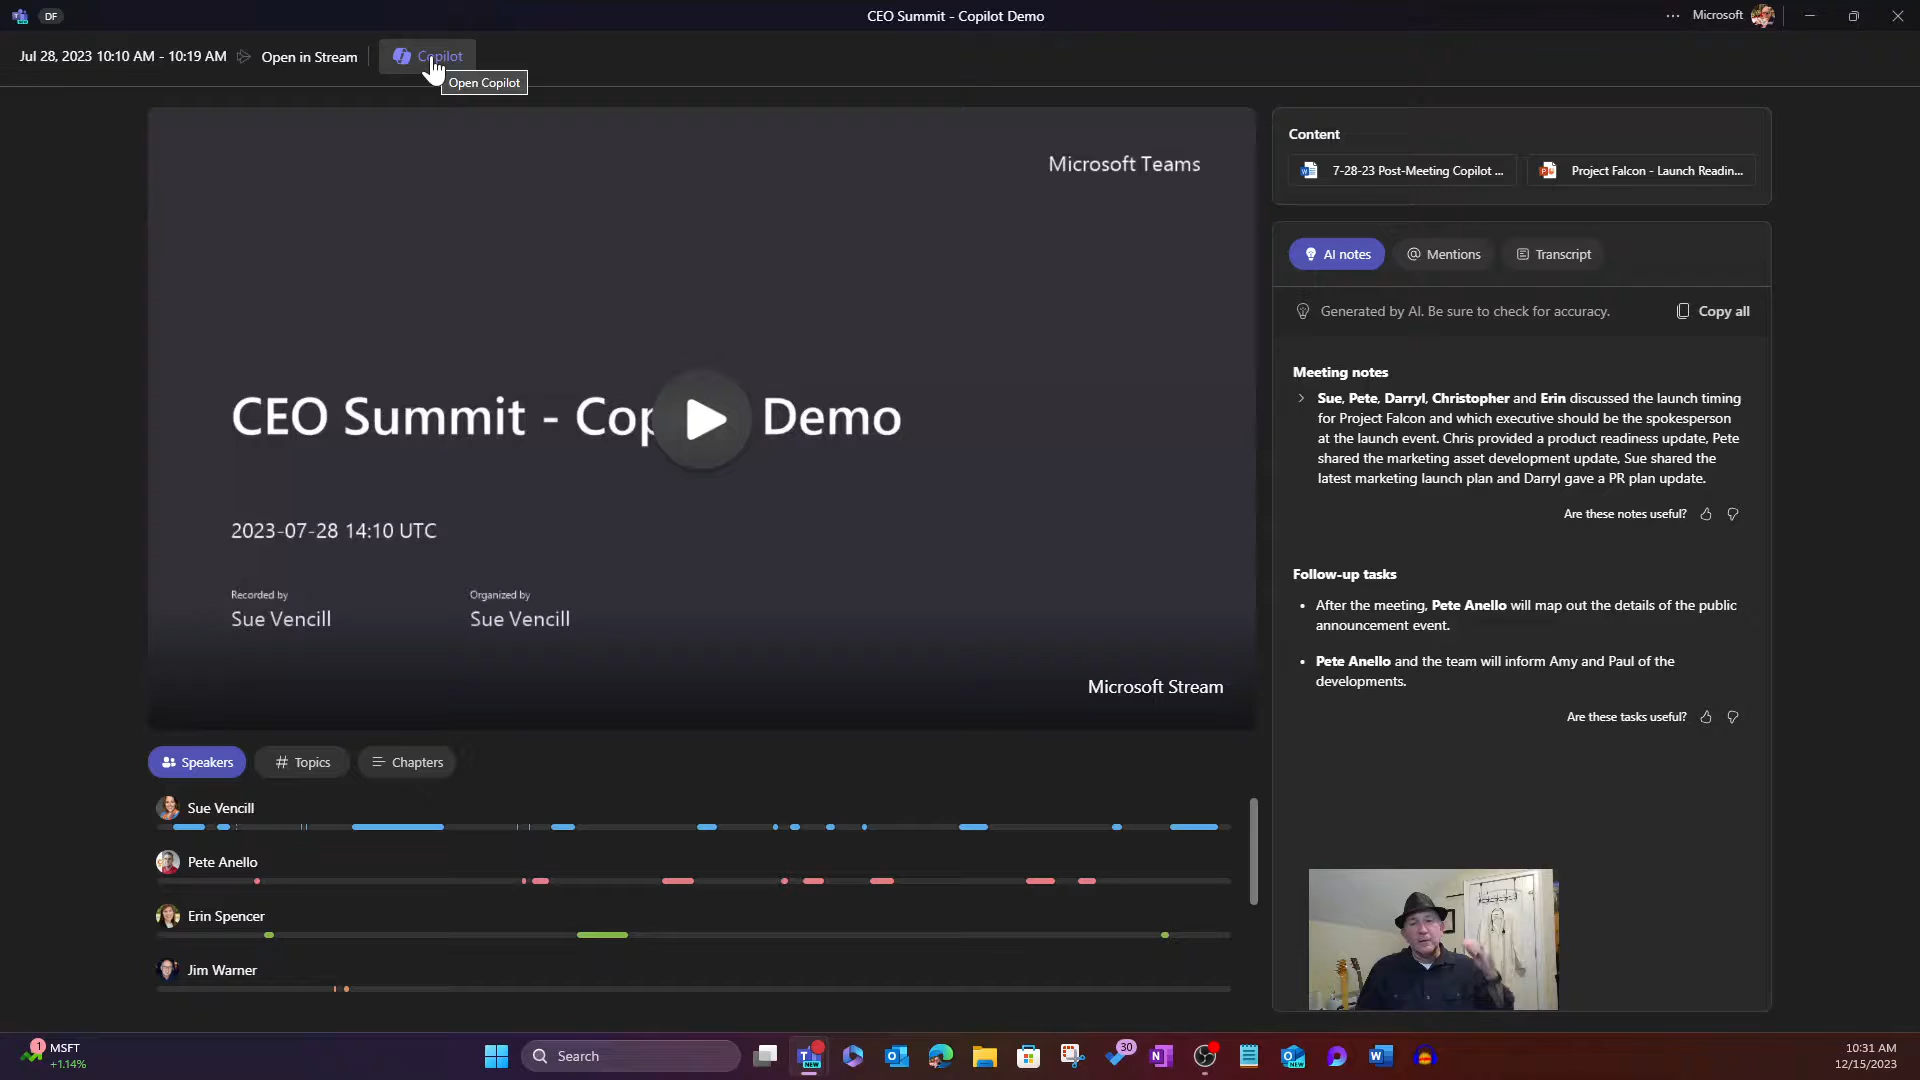 DF
CEO Summit - Copilot Demo
Microsoft
Jul 28, 2023 10:10 AM - 10:19 AM
Open in Stream
Copilot
Open Copilot
Microsoft Teams
CEO Summit - Cop Demo
2023-07-28 14:10 UTC
Recorded by
Sue Vencill
Organized by
Sue Vencill
Microsoft Stream
Content
7-28-23 Post-Meeting Copilot ...
Project Falcon - Launch Readin...
AI notes
Mentions
Transcript
Generated by AI. Be sure to check for accuracy.
Copy all
Meeting notes
Sue, Pete, Darryl, Christopher and Erin discussed the launch timing
for Project Falcon and which executive should be the spokesperson
at the launch event. Chris provided a product readiness update, Pete
shared the marketing asset development update, Sue shared the
latest marketing launch plan and Darryl gave a PR plan update.
Are these notes useful?
Follow-up tasks
• After the meeting, Pete Anello will map out the details of the public
announcement event.
• Pete Anello and the team will inform Amy and Paul of the
developments.
Are these tasks useful?
Speakers
# Topics
Chapters
Sue Vencill
Pete Anello
Erin Spencer
Jim Warner
1
MSFT
+1.14%
Search
NEW
30
NEW
10:31 AM
12/15/2023